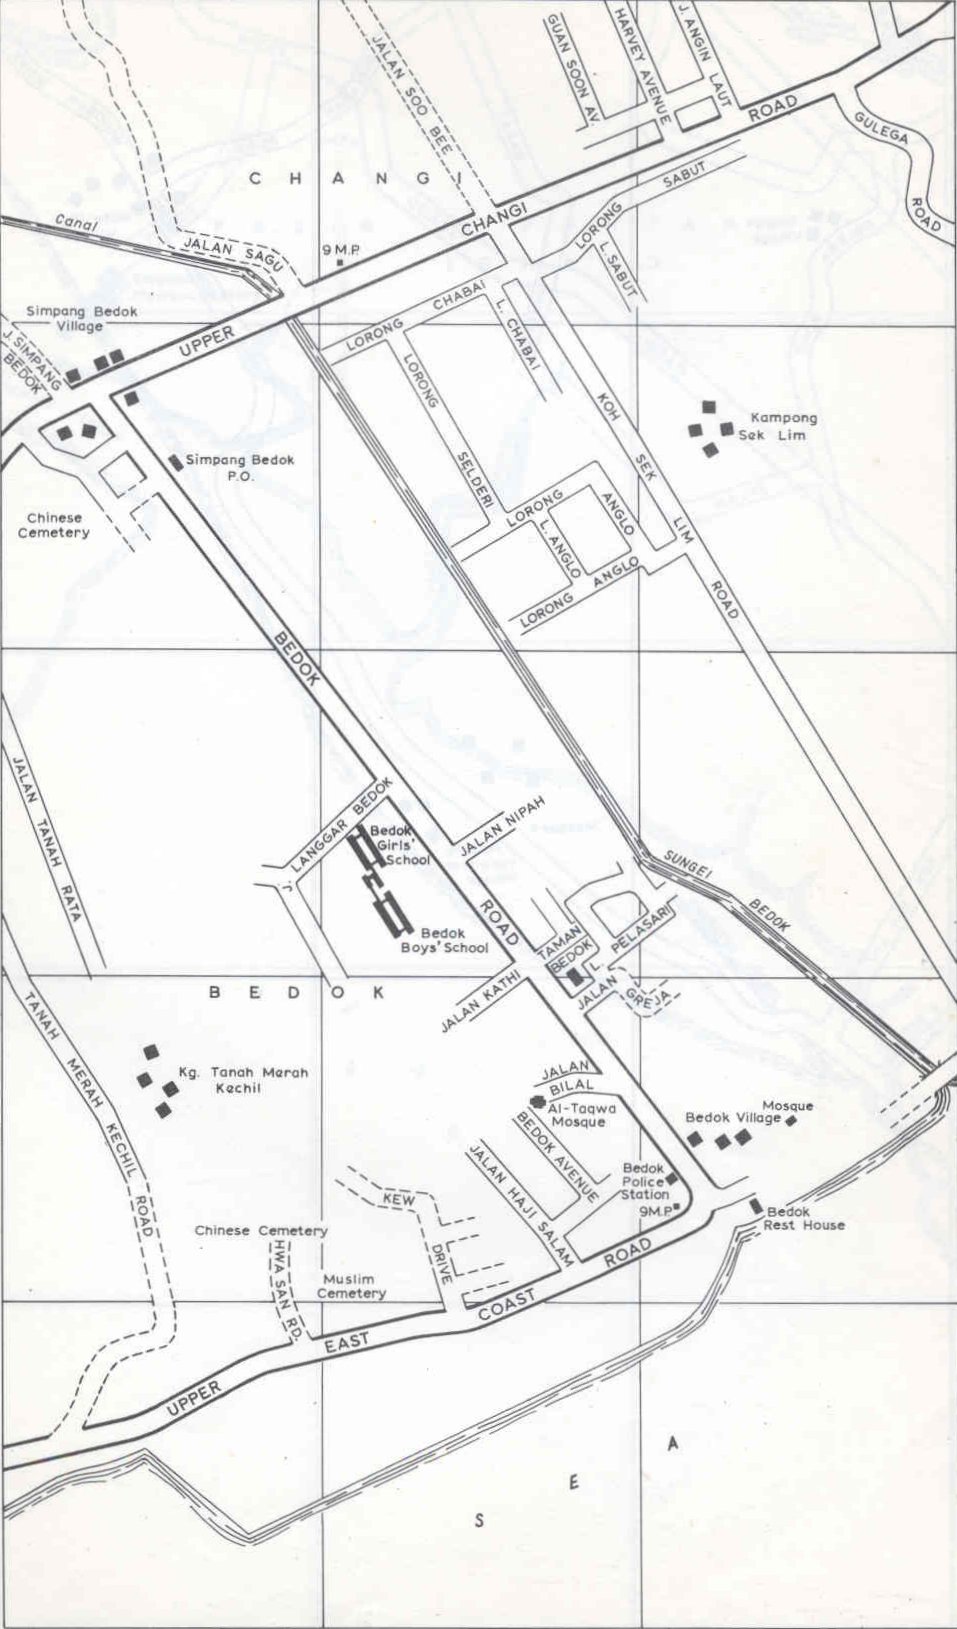 JALAN SOO BEE
GUAN SOON AV.
HARVEY AVENUE
J. ANGIN LAUT
ROAD
GULEGA
ROAD
CHANGI
LORONG SABUT
L. SABUT
CHANGI
Canal
JALAN SAGU
9 M.P.
Simpang Bedok
Village
UPPER
LORONG CHABAI
L. CHABAI
J. SIMPANG
BEDOK
LORONG
SELDERI
KOH SEK LIM ROAD
Kampong
Sek Lim
Simpang Bedok
P.O.
Chinese
Cemetery
LORONG
ANGLO
L. ANGLO
LORONG ANGLO
BEDOK
JALAN TANAH RATA
J. LANGGAR BEDOK
Bedok
Girls'
School
JALAN NIPAH
SUNGEI
BEDOK
Bedok
Boys' School
ROAD
TAMAN
BEDOK
L. PELASARI
JALAN
GREJA
BEDOK
JALAN KATHI
TANAH MERAH KECHIL ROAD
Kg. Tanah Merah
Kechil
JALAN
BILAL
Al-Taqwa
Mosque
Mosque
Bedok Village
BEDOK AVENUE
JALAN HAJI SALAM
Bedok
Police
Station
9M.P.
Bedok
Rest House
KEW
DRIVE
Chinese Cemetery
HWA SAN RD.
Muslim
Cemetery
ROAD
COAST
EAST
UPPER
SEA